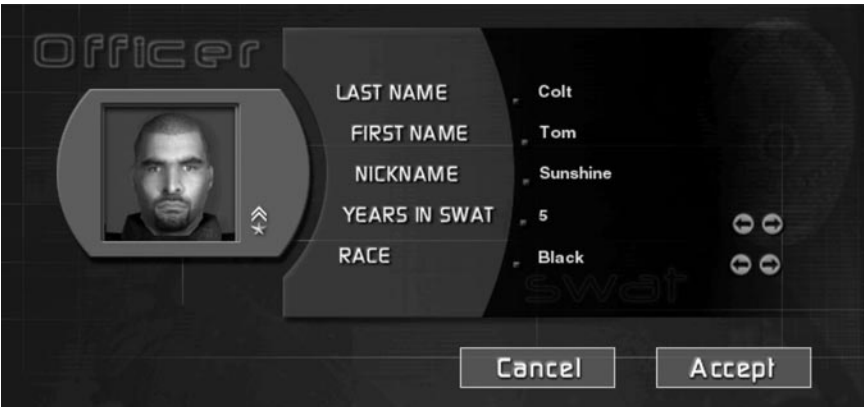 Officer
LAST NAME Colt
FIRST NAME Tom
NICKNAME Sunshine
YEARS IN SWAT 5
RACE Black
swat
Cancel Accept